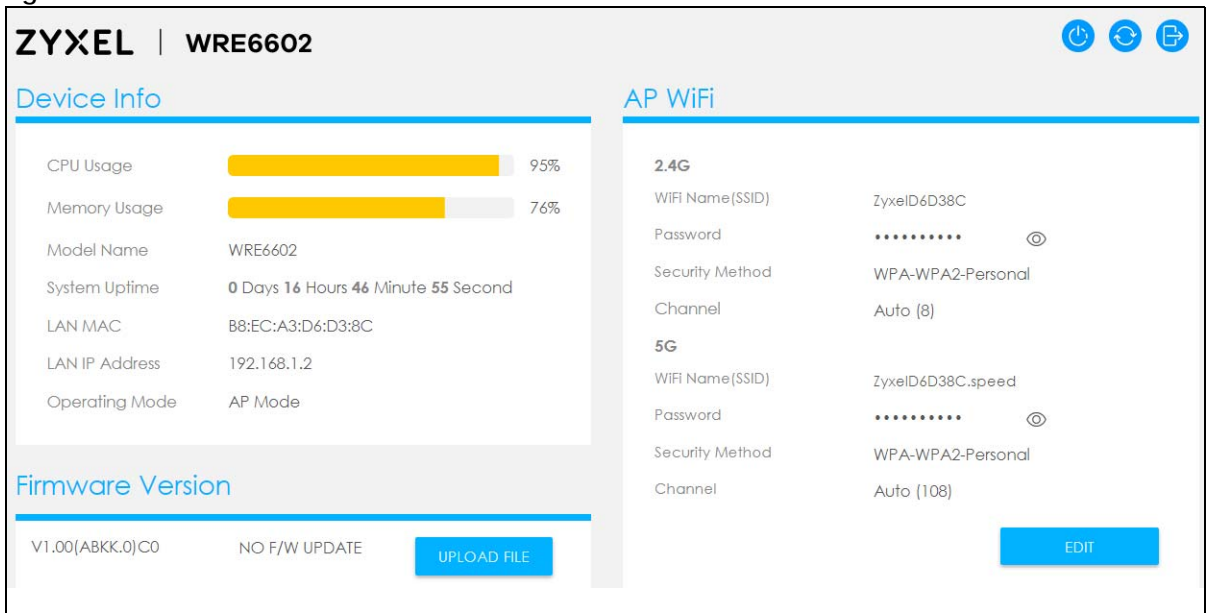 ZYXEL | WRE6602
Device Info
CPU Usage 95%
Memory Usage 76%
Model Name WRE6602
System Uptime 0 Days 16 Hours 46 Minute 55 Second
LAN MAC B8:EC:A3:D6:D3:8C
LAN IP Address 192.168.1.2
Operating Mode AP Mode
Firmware Version
V1.00(ABKK.0)C0 NO F/W UPDATE UPLOAD FILE
AP WiFi
2.4G
WiFi Name(SSID) ZyxelD6D38C
Password ••••••••••
Security Method WPA-WPA2-Personal
Channel Auto (8)
5G
WiFi Name(SSID) ZyxelD6D38C.speed
Password ••••••••••
Security Method WPA-WPA2-Personal
Channel Auto (108)
EDIT